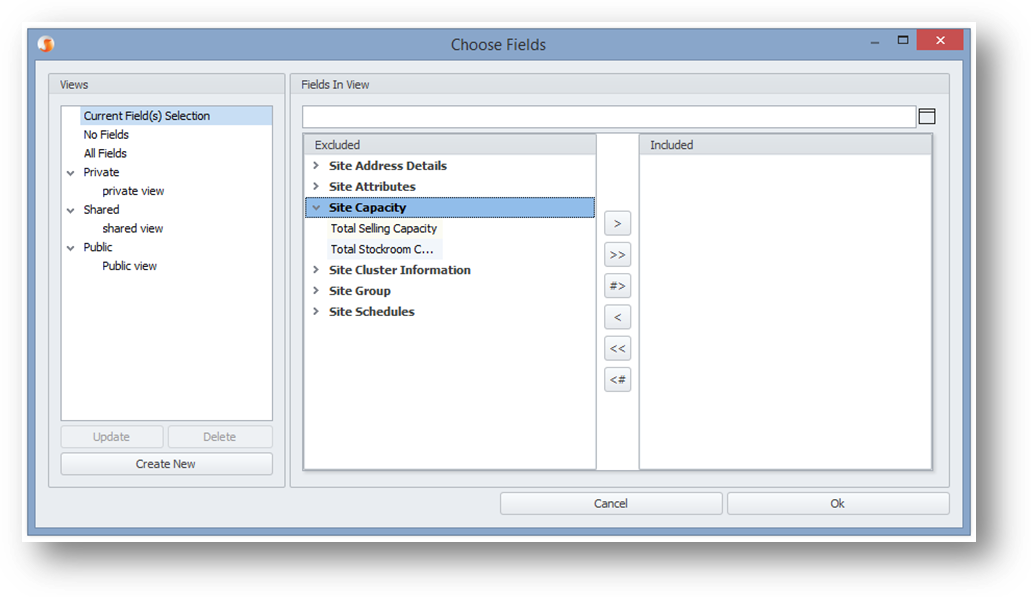 Choose Fields
Views
Current Field(s) Selection
No Fields
All Fields
Private
private view
Shared
shared view
Public
Public view
Update
Delete
Create New
Fields In View
Excluded
Site Address Details
Site Attributes
Site Capacity
Total Selling Capacity
Total Stockroom C...
Site Cluster Information
Site Group
Site Schedules
>
>>
#>
<
<<
<#
Included
Cancel
Ok